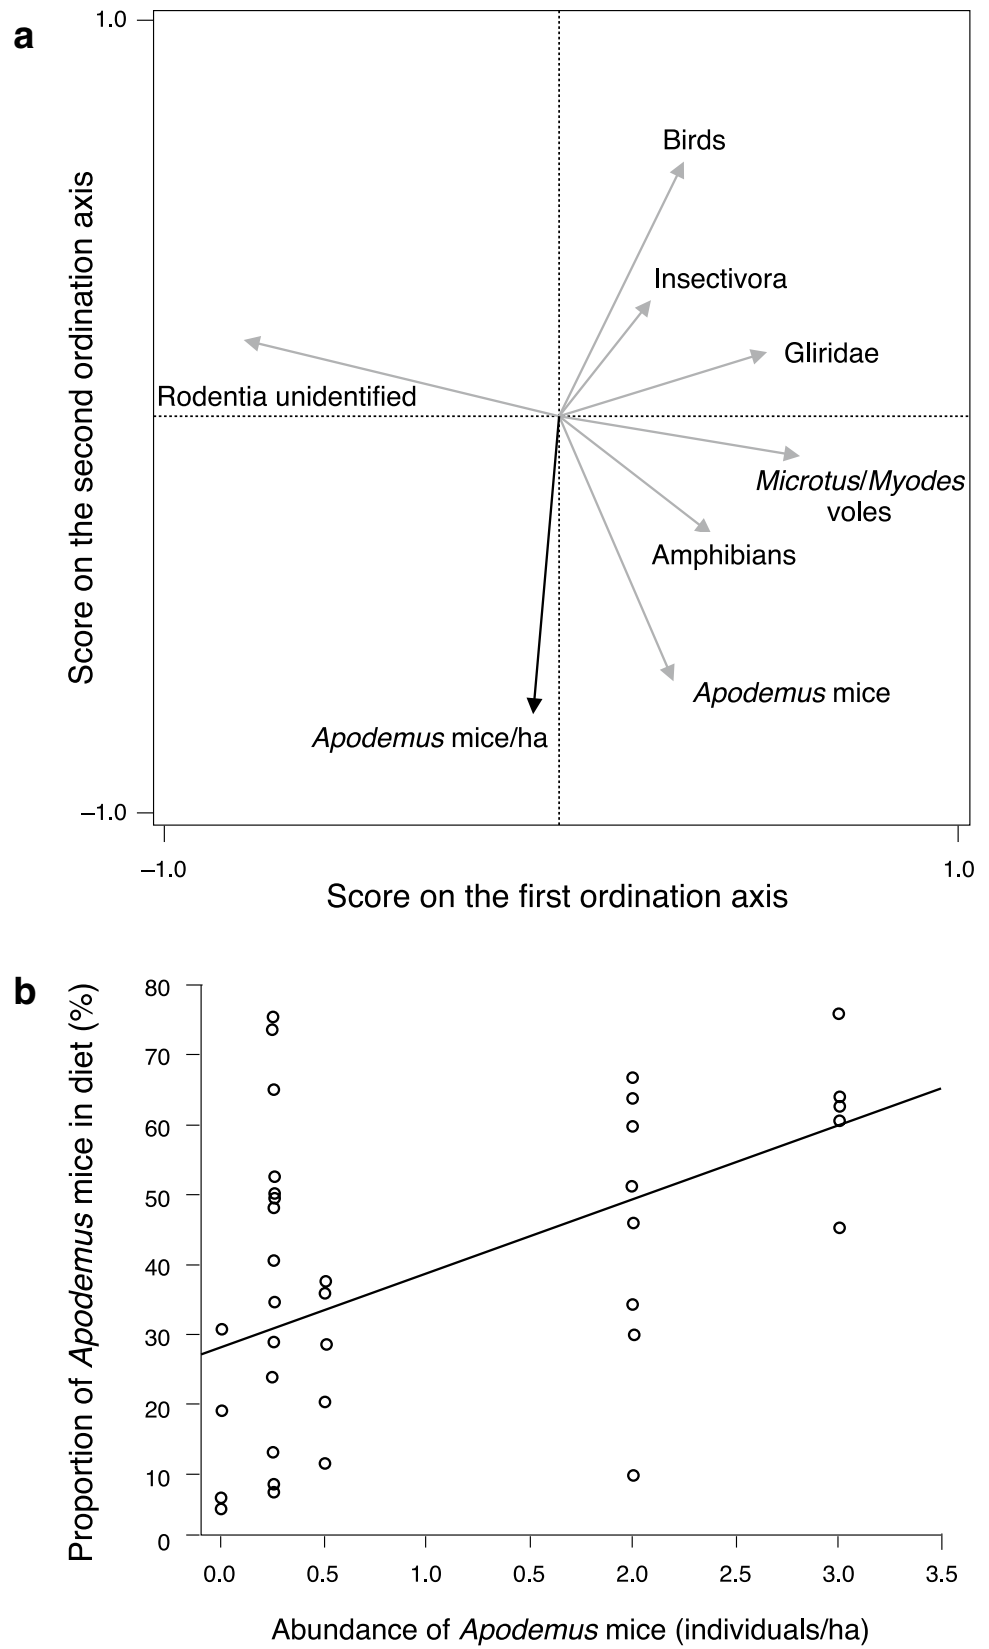 a
1.0
Birds
Insectivora
Gliridae
Rodentia unidentified
Microtus/Myodes
voles
Amphibians
Apodemus mice
Apodemus mice/ha
–1.0
–1.0
1.0
Score on the second ordination axis
Score on the first ordination axis
b
80
70
60
50
40
30
20
10
0
Proportion of Apodemus mice in diet (%)
0.0
0.5
1.0
0.5
2.0
2.5
3.0
3.5
Abundance of Apodemus mice (individuals/ha)